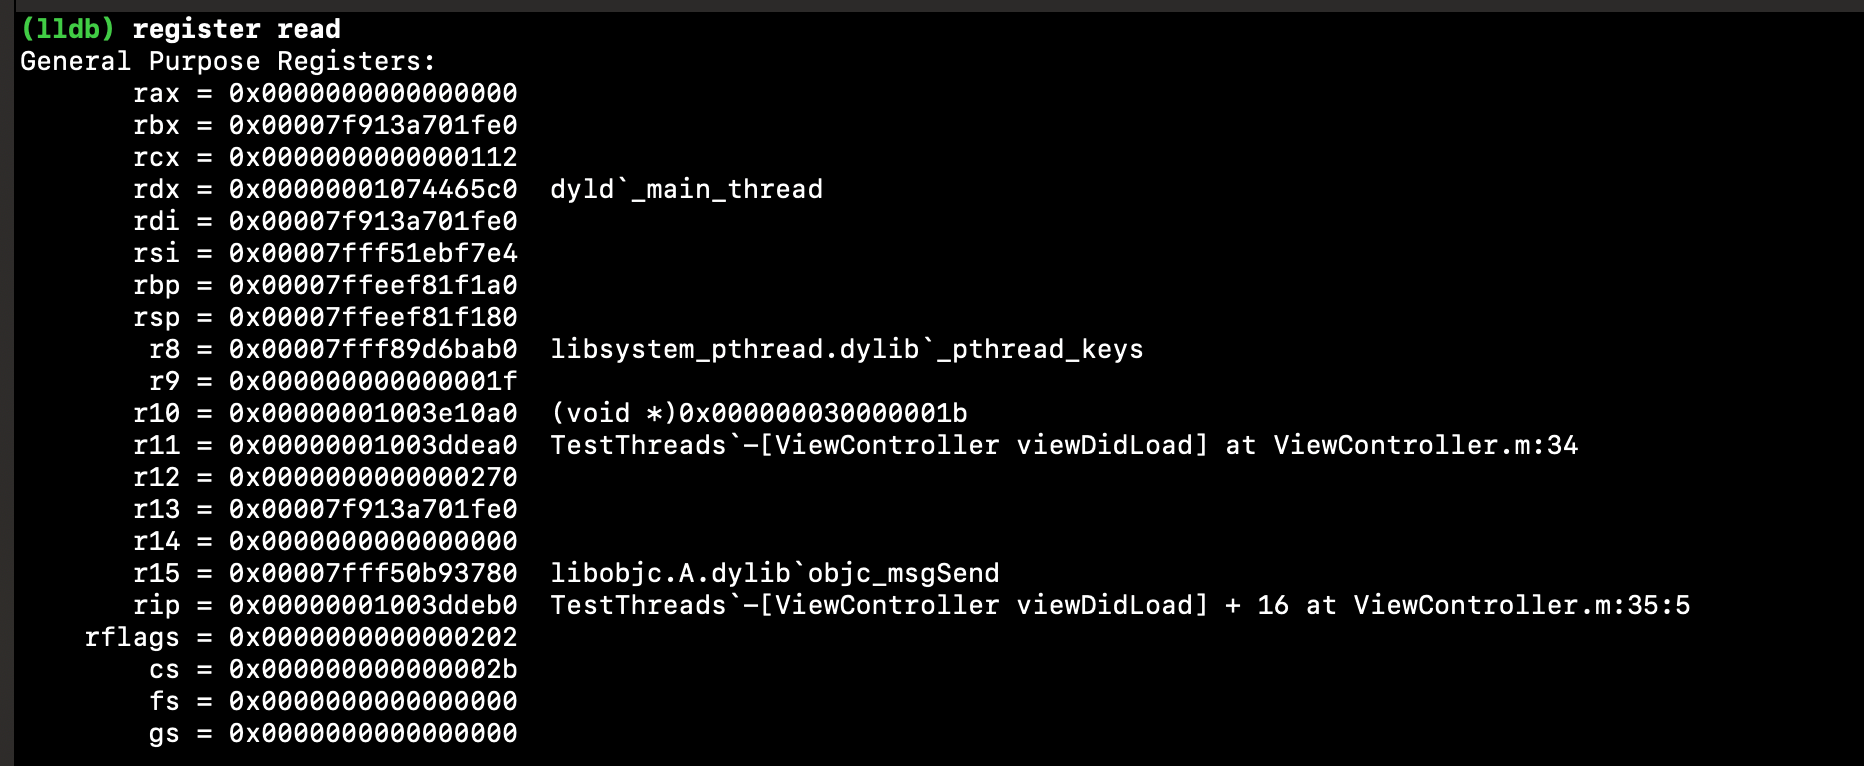 (lldb) register read
General Purpose Registers:
rax = 0x0000000000000000
rbx = 0x00007f913a701fe0
rcx = 0x0000000000000112
rdx = 0x00000001074465c0  dyld`_main_thread
rdi = 0x00007f913a701fe0
rsi = 0x00007fff51ebf7e4
rbp = 0x00007ffeef81f1a0
rsp = 0x00007ffeef81f180
r8 = 0x00007fff89d6bab0  libsystem_pthread.dylib`_pthread_keys
r9 = 0x000000000000001f
r10 = 0x00000001003e10a0  (void *)0x000000030000001b
r11 = 0x00000001003ddea0  TestThreads`-[ViewController viewDidLoad] at ViewController.m:34
r12 = 0x0000000000000270
r13 = 0x00007f913a701fe0
r14 = 0x0000000000000000
r15 = 0x00007fff50b93780  libobjc.A.dylib`objc_msgSend
rip = 0x00000001003ddeb0  TestThreads`-[ViewController viewDidLoad] + 16 at ViewController.m:35:5
rflags = 0x0000000000000202
cs = 0x000000000000002b
fs = 0x0000000000000000
gs = 0x0000000000000000